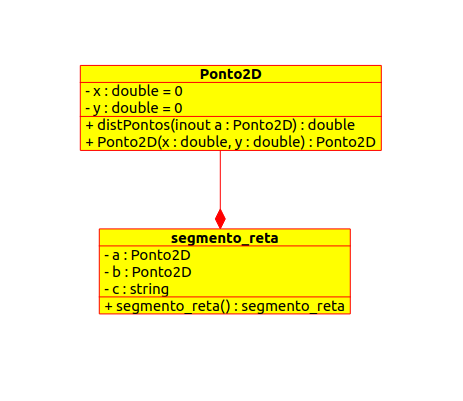 Ponto2D
- x : double = 0
- y : double = 0
+ distPontos(inout a : Ponto2D) : double
+ Ponto2D(x : double, y : double) : Ponto2D
segmento_reta
- a : Ponto2D
- b : Ponto2D
- c : string
+ segmento_reta() : segmento_reta